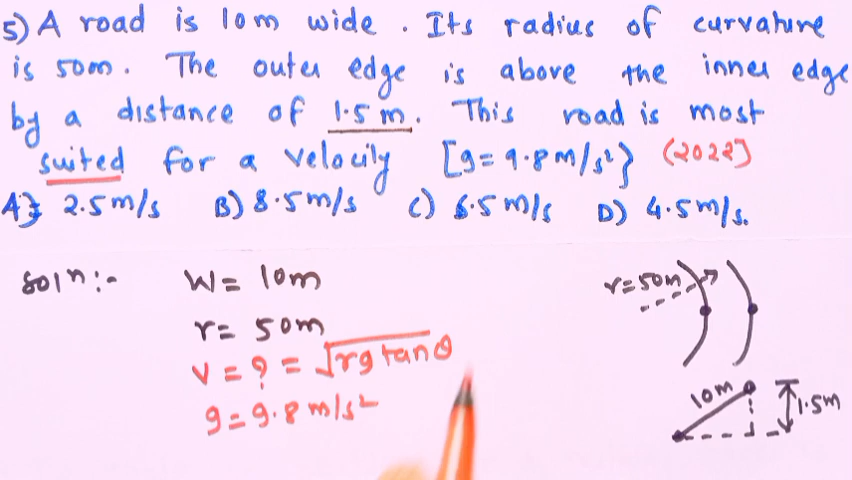 5) A road is 10m wide. Its radius of curvature
is 50m. The outer edge is above the inner edge
by a distance of 1.5 m. This road is most
suited for a velocity [g = 9.8 m/s²} (2022]
A) 2.5 m/s B) 8.5 m/s C) 6.5 m/s D) 4.5 m/s.
Solⁿ:- W = 10m
r = 50m
V = ? = √rg tan θ
g = 9.8 m/s²
r = 50m
10m
1.5m